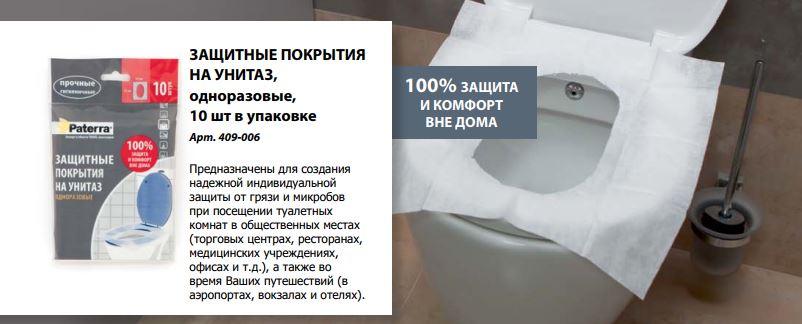 ЗАЩИТНЫЕ ПОКРЫТИЯ
НА УНИТАЗ,
одноразовые,
10 шт в упаковке
Арт. 409-006
Предназначены для создания
надежной индивидуальной
защиты от грязи и микробов
при посещении туалетных
комнат в общественных местах
(торговых центрах, ресторанах,
медицинских учреждениях,
офисах и т.д.), а также во
время Ваших путешествий (в
аэропортах, вокзалах и отелях).
прочные
гигиеничные
10
штук
Paterra
100%
ЗАЩИТА
И КОМФОРТ
ВНЕ ДОМА
ЗАЩИТНЫЕ
ПОКРЫТИЯ
НА УНИТАЗ
ОДНОРАЗОВЫЕ
100% ЗАЩИТА
И КОМФОРТ
ВНЕ ДОМА